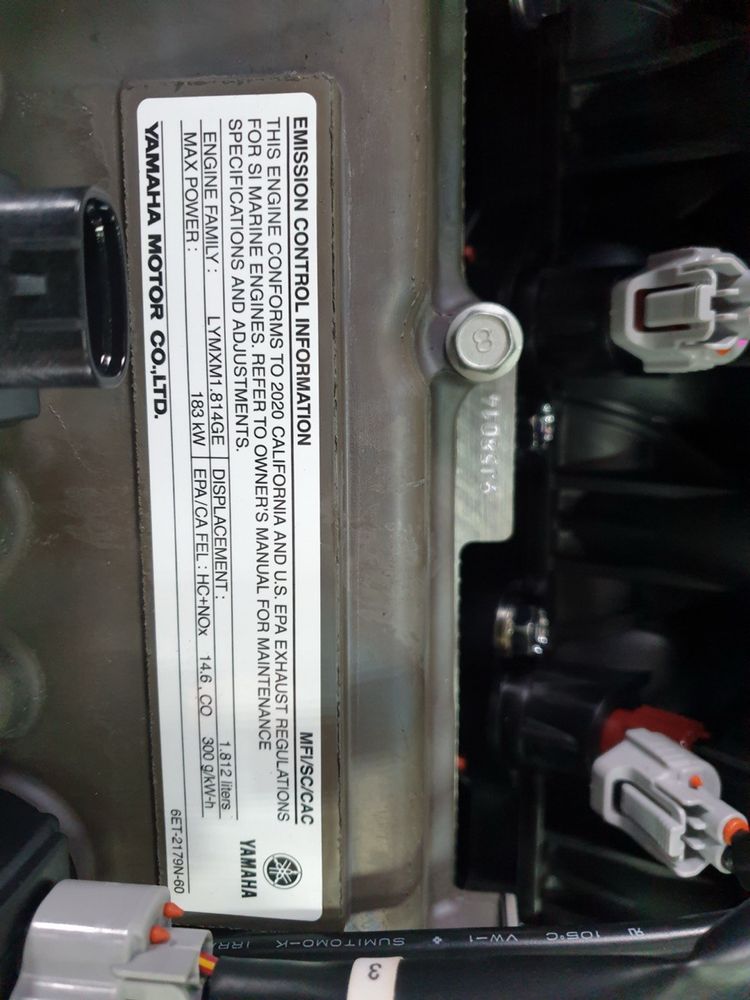 EMISSION CONTROL INFORMATION MFI/SC/CAC
THIS ENGINE CONFORMS TO 2020 CALIFORNIA AND U.S. EPA EXHAUST REGULATIONS
FOR SI MARINE ENGINES. REFER TO OWNER'S MANUAL FOR MAINTENANCE
SPECIFICATIONS AND ADJUSTMENTS.
ENGINE FAMILY : LYMXM1.814GE DISPLACEMENT : 1,812 liters
MAX POWER : 183 kW EPA/CA FEL : HC+NOx 14.6 , CO 300 g/kW-h
YAMAHA MOTOR CO.,LTD. 6ET-2179N-60
YAMAHA
8
SUMITOMO-K VW-1 105°C
3